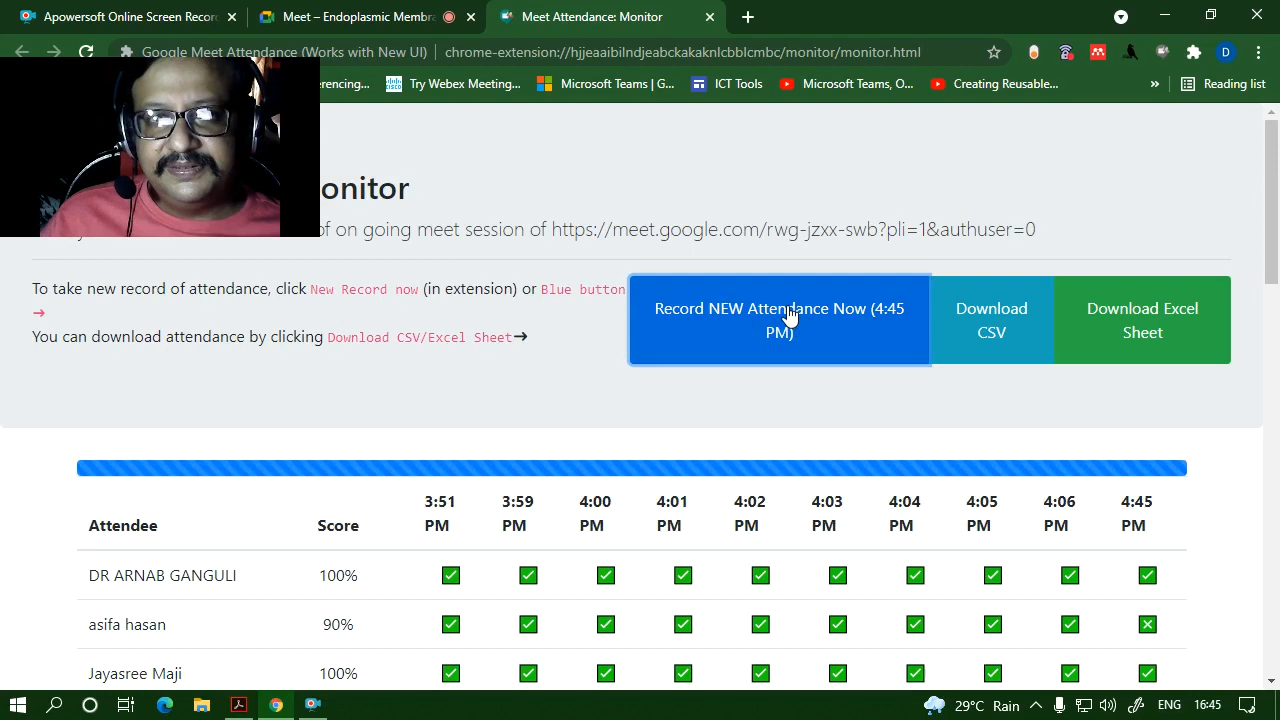 Apowersoft Online Screen Recor
Meet – Endoplasmic Membra
Meet Attendance: Monitor
Google Meet Attendance (Works with New UI)
chrome-extension://hjjeaaibilndjeabckakaknlcbblcmbc/monitor/monitor.html
D
erencing...
Try Webex Meeting...
Microsoft Teams | G...
ICT Tools
Microsoft Teams, O...
Creating Reusable...
»
Reading list
onitor
of on going meet session of https://meet.google.com/rwg-jzxx-swb?pli=1&authuser=0
To take new record of attendance, click New Record now (in extension) or Blue button
→
You can download attendance by clicking Download CSV/Excel Sheet→
Record NEW Attendance Now (4:45
PM)
Download
CSV
Download Excel
Sheet
Attendee Score 3:51 PM 3:59 PM 4:00 PM 4:01 PM 4:02 PM 4:03 PM 4:04 PM 4:05 PM 4:06 PM 4:45 PM
DR ARNAB GANGULI 100%
asifa hasan 90%
Jayasree Maji 100%
29°C Rain
ENG
16:45